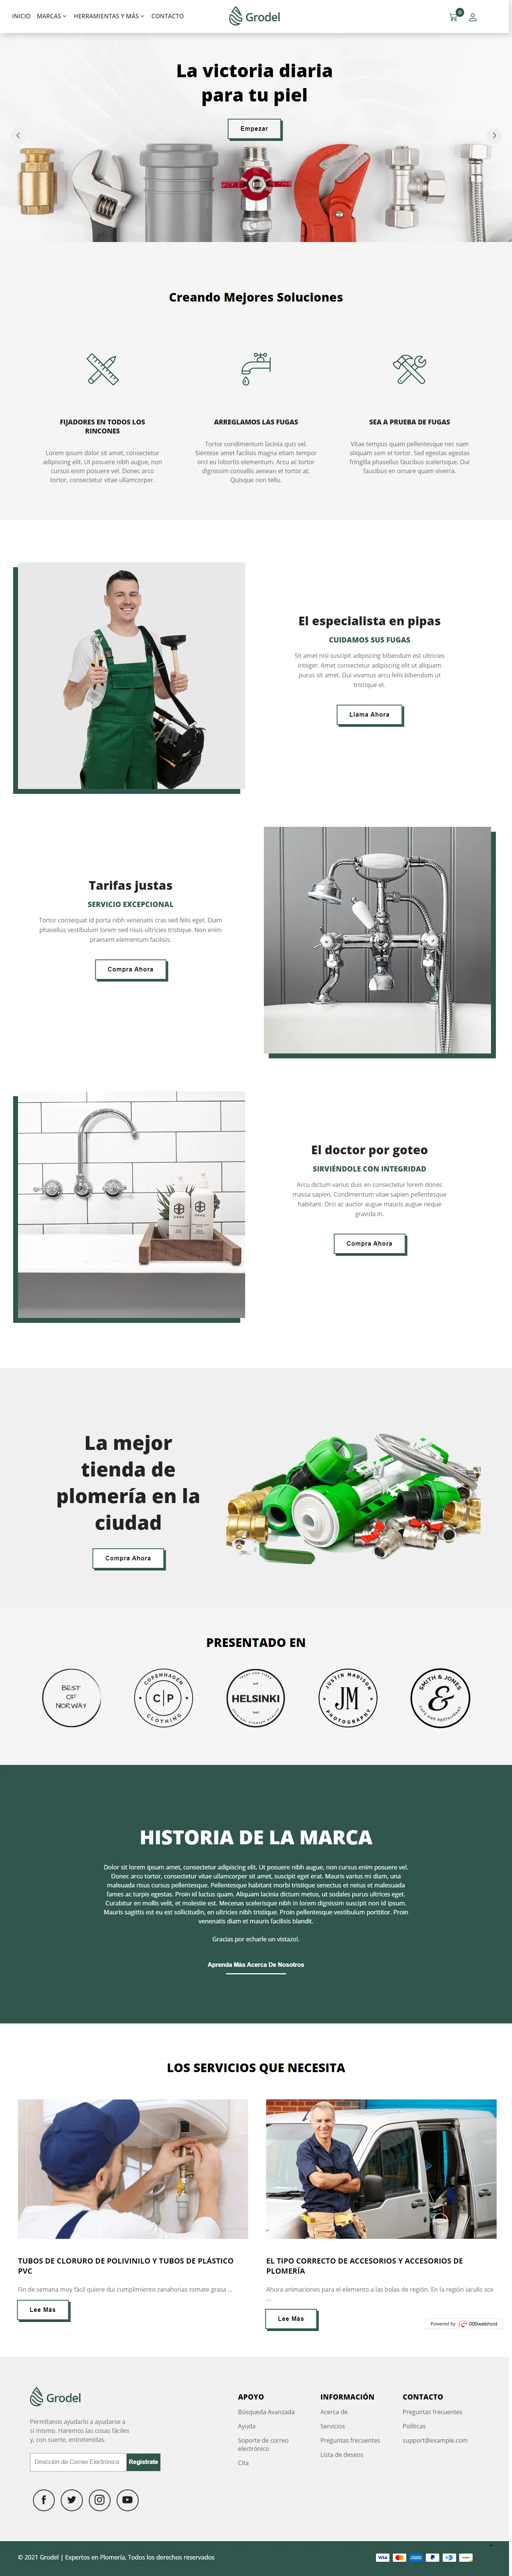 INICIO MARCAS HERRAMIENTAS Y MÁS CONTACTO
Grodel
0
La victoria diaria
para tu piel
Empezar
Creando Mejores Soluciones
FIJADORES EN TODOS LOS
RINCONES
Lorem ipsum dolor sit amet, consectetur
adipiscing elit. Ut posuere nibh augue, non
cursus enim posuere vel. Donec arco
tortor, consectetur vitae ullamcorper.
ARREGLAMOS LAS FUGAS
Tortor condimentum lacinia quis vel.
Siéntese amet facilisis magna etiam tempor
orci eu lobortis elementum. Arcu ac tortor
dignissim convallis aenean et tortor at.
Quisque non tellu.
SEA A PRUEBA DE FUGAS
Vitae tempus quam pellentesque nec nam
aliquam sem et tortor. Sed egestas egestas
fringilla phasellus faucibus scelerisque. Dui
faucibus en ornare quam viverra.
El especialista en pipas
CUIDAMOS SUS FUGAS
Sit amet nisl suscipit adipiscing bibendum est ultricies
integer. Amet consectetur adipiscing elit ut aliquam
purus sit amet. Dui vivamus arcu felis bibendum ut
tristique et.
Llama Ahora
Tarifas justas
SERVICIO EXCEPCIONAL
Tortor consequat id porta nibh venenatis cras sed felis eget. Diam
phasellus vestibulum lorem sed risus ultricies tristique. Non enim
praesent elementum facilisis.
Compra Ahora
El doctor por goteo
SIRVIÉNDOLE CON INTEGRIDAD
Arcu dictum varius duis en consectetur lorem donec
massa sapien. Condimentum vitae sapien pellentesque
habitant. Orci ac auctor augue mauris augue neque
gravida in.
Compra Ahora
La mejor
tienda de
plomería en la
ciudad
Compra Ahora
PRESENTADO EN
BEST
OF
NORWAY
COPENHAGEN
C|P
CLOTHING
HELSINKI
JUSTIN MADISON
JM
PHOTOGRAPHY
SMITH & JONES
&
CAFE AND RESTAURANT
HISTORIA DE LA MARCA
Dolor sit lorem ipsum amet, consectetur adipiscing elit. Ut posuere nibh augue, non cursus enim posuere vel.
Donec arcu tortor, consectetur vitae ullamcorper sit amet, suscipit eget erat. Mauris varius mi diam, una
malesuada risus cursus pellentesque. Pellentesque habitant morbi tristique senectus et netus et malesuada
fames ac turpis egestas. Proin id luctus quam. Aliquam lacinia dictum metus, ut sodales purus ultrices eget.
Curabitur en mollis velit, et molestie est. Mecenas scelerisque nibh in lorem dignissim suscipit non id ipsum.
Mauris sagittis est eu est sollicitudin, en ultricies nibh tristique. Proin pellentesque vestibulum porttitor. Proin
venenatis diam et mauris facilisis blandit.
Gracias por echarle un vistazol.
Aprenda Más Acerca De Nosotros
LOS SERVICIOS QUE NECESITA
TUBOS DE CLORURO DE POLIVINILO Y TUBOS DE PLÁSTICO
PVC
Fin de semana muy fácil quiere dui cumplimiento zanahorias tomate grasa ...
Lee Más
EL TIPO CORRECTO DE ACCESORIOS Y ACCESORIOS DE
PLOMERÍA
Ahora animaciones para el elemento a las bolas de región. En la región iaculis sce
...
Lee Más
Powered by 000webhost
Grodel
Permítanos ayudarlo a ayudarse a
sí mismo. Haremos las cosas fáciles
y, con suerte, entretenidas.
Dirección de Correo Electrónico Regístrate
APOYO
Búsqueda Avanzada
Ayuda
Soporte de correo
electrónico
Cita
INFORMACIÓN
Acerca de
Servicios
Preguntas frecuentes
Lista de deseos
CONTACTO
Preguntas frecuentes
Políticas
support@example.com
© 2021 Grodel | Expertos en Plomería, Todos los derechos reservados
VISA